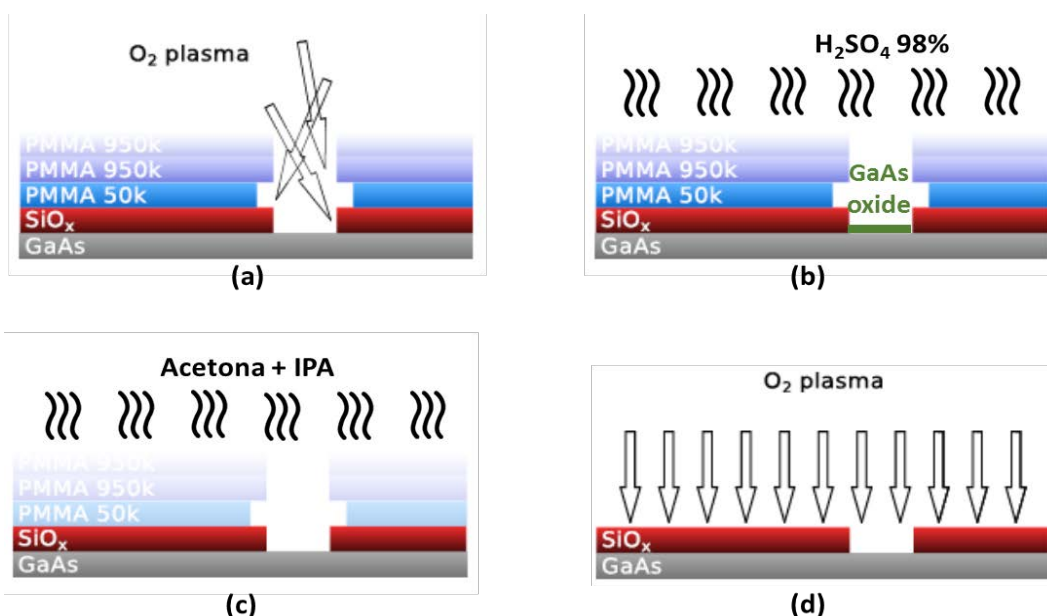 O₂ plasma
PMMA 950k
PMMA 950k
PMMA 50k
SiOₓ
GaAs
(a)
H₂SO₄ 98%
PMMA 950k
PMMA 950k
PMMA 50k
SiOₓ
GaAs
GaAs
oxide
(b)
Acetona + IPA
PMMA 950k
PMMA 950k
PMMA 50k
SiOₓ
GaAs
(c)
O₂ plasma
SiOₓ
GaAs
(d)